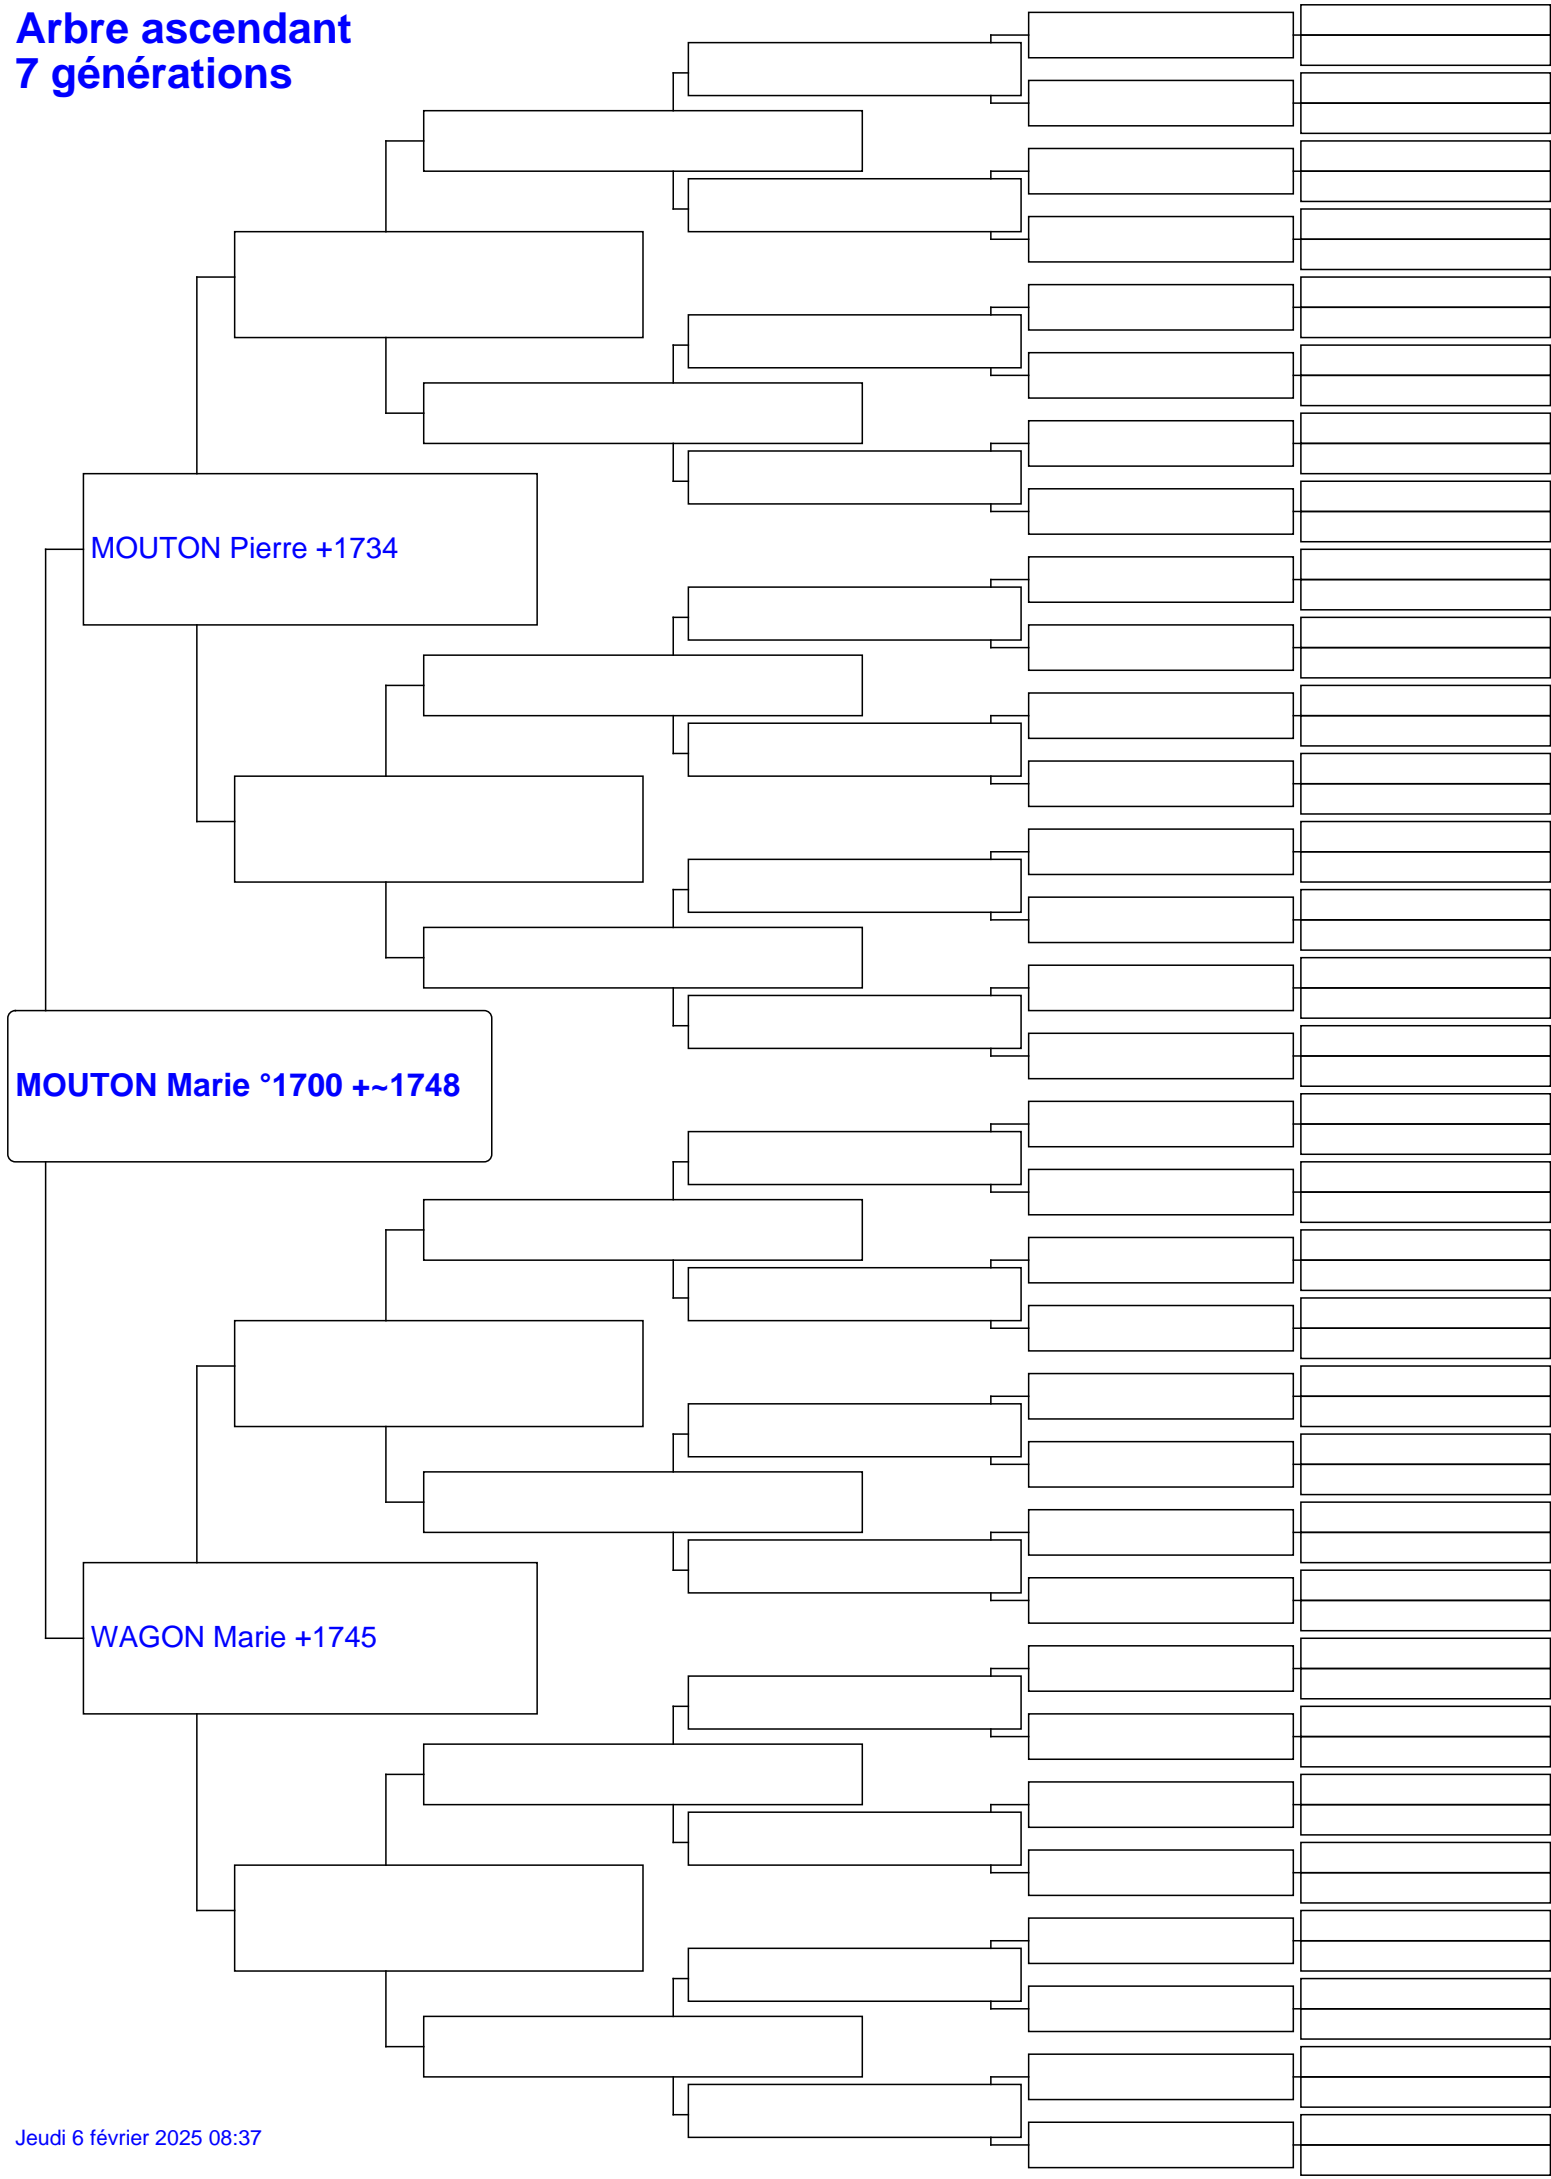 Arbre ascendant
7 générations
MOUTON Pierre +1734
MOUTON Marie °1700 +~1748
WAGON Marie +1745
Jeudi 6 février 2025 08:37